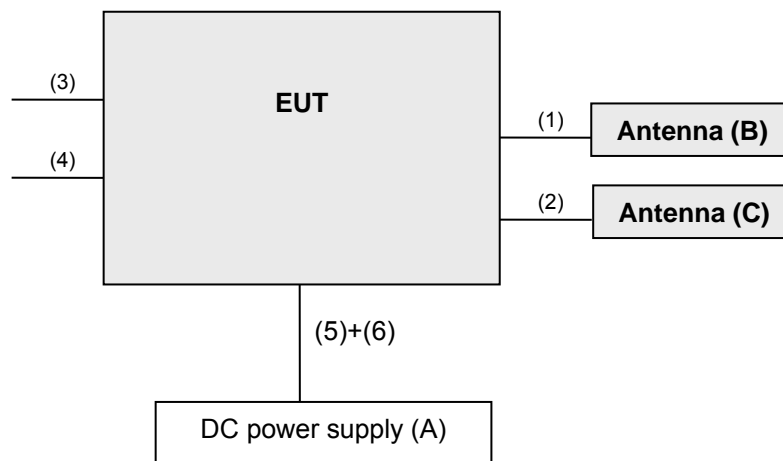 (3)
EUT
(1)
Antenna (B)
(4)
(2)
Antenna (C)
(5)+(6)
DC power supply (A)